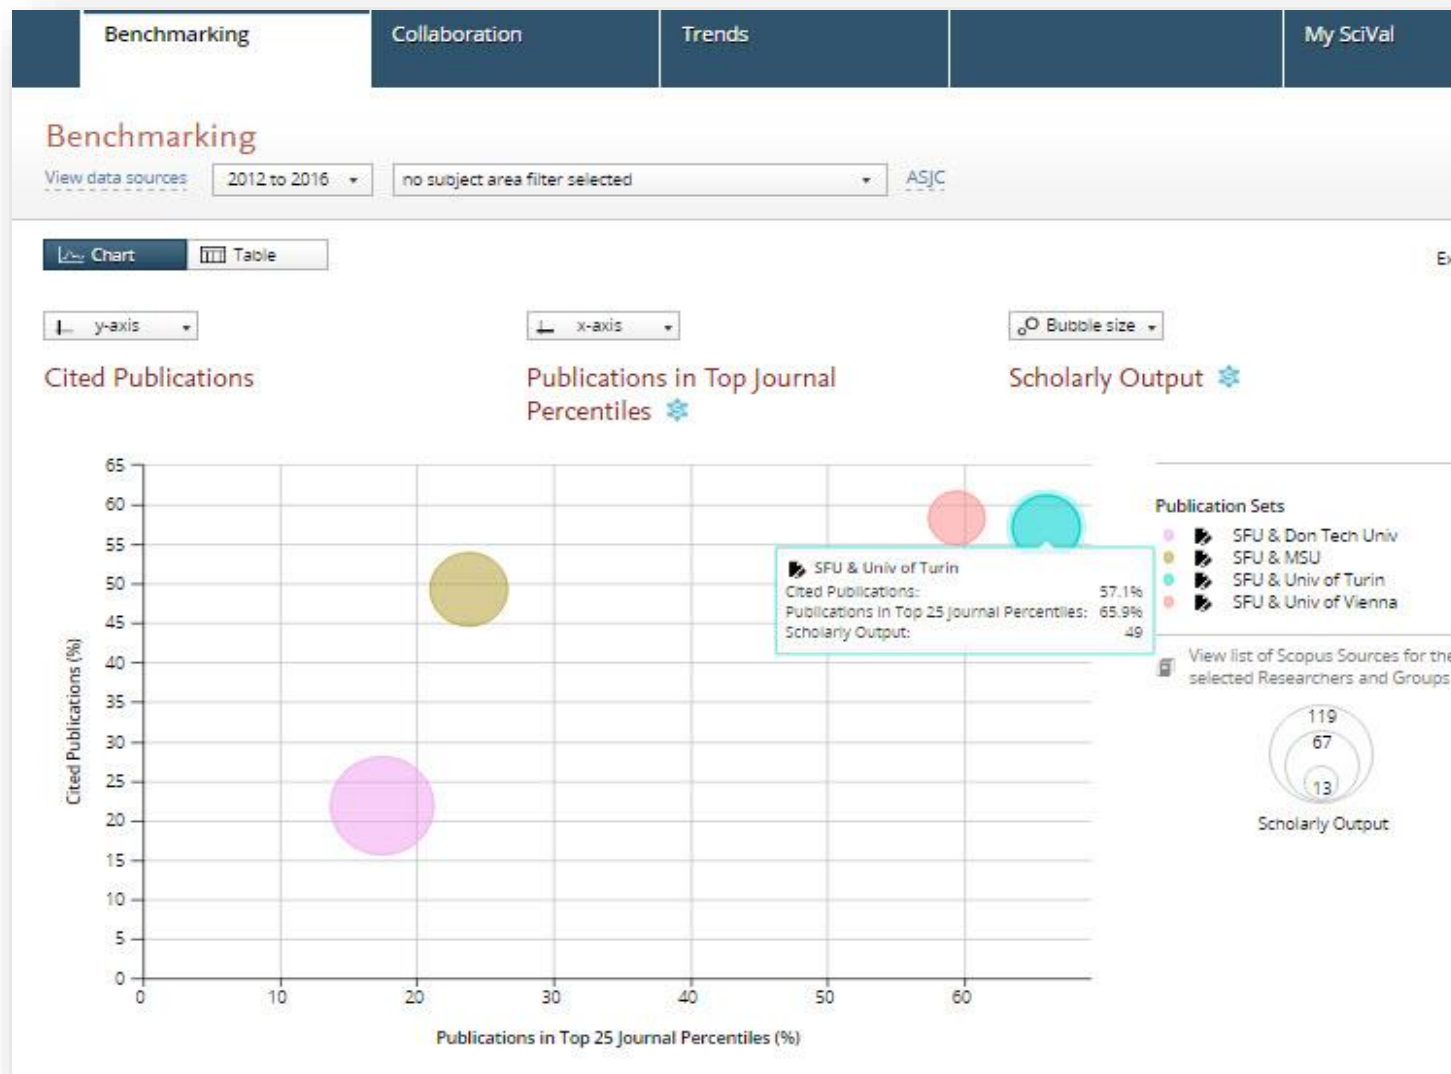 Benchmarking Collaboration Trends My SciVal
Benchmarking
View data sources 2012 to 2016 no subject area filter selected ASJC
Chart Table
Ex
y-axis x-axis Bubble size
Cited Publications
Publications in Top Journal
Percentiles
Scholarly Output
65
60
55
50
45
40
35
30
25
20
15
10
5
0
Cited Publications (%)
0 10 20 30 40 50 60
Publications in Top 25 Journal Percentiles (%)
SFU & Univ of Turin
Cited Publications: 57.1%
Publications in Top 25 Journal Percentiles: 65.9%
Scholarly Output: 49
Publication Sets
SFU & Don Tech Univ
SFU & MSU
SFU & Univ of Turin
SFU & Univ of Vienna
View list of Scopus Sources for the
selected Researchers and Groups
119
67
13
Scholarly Output